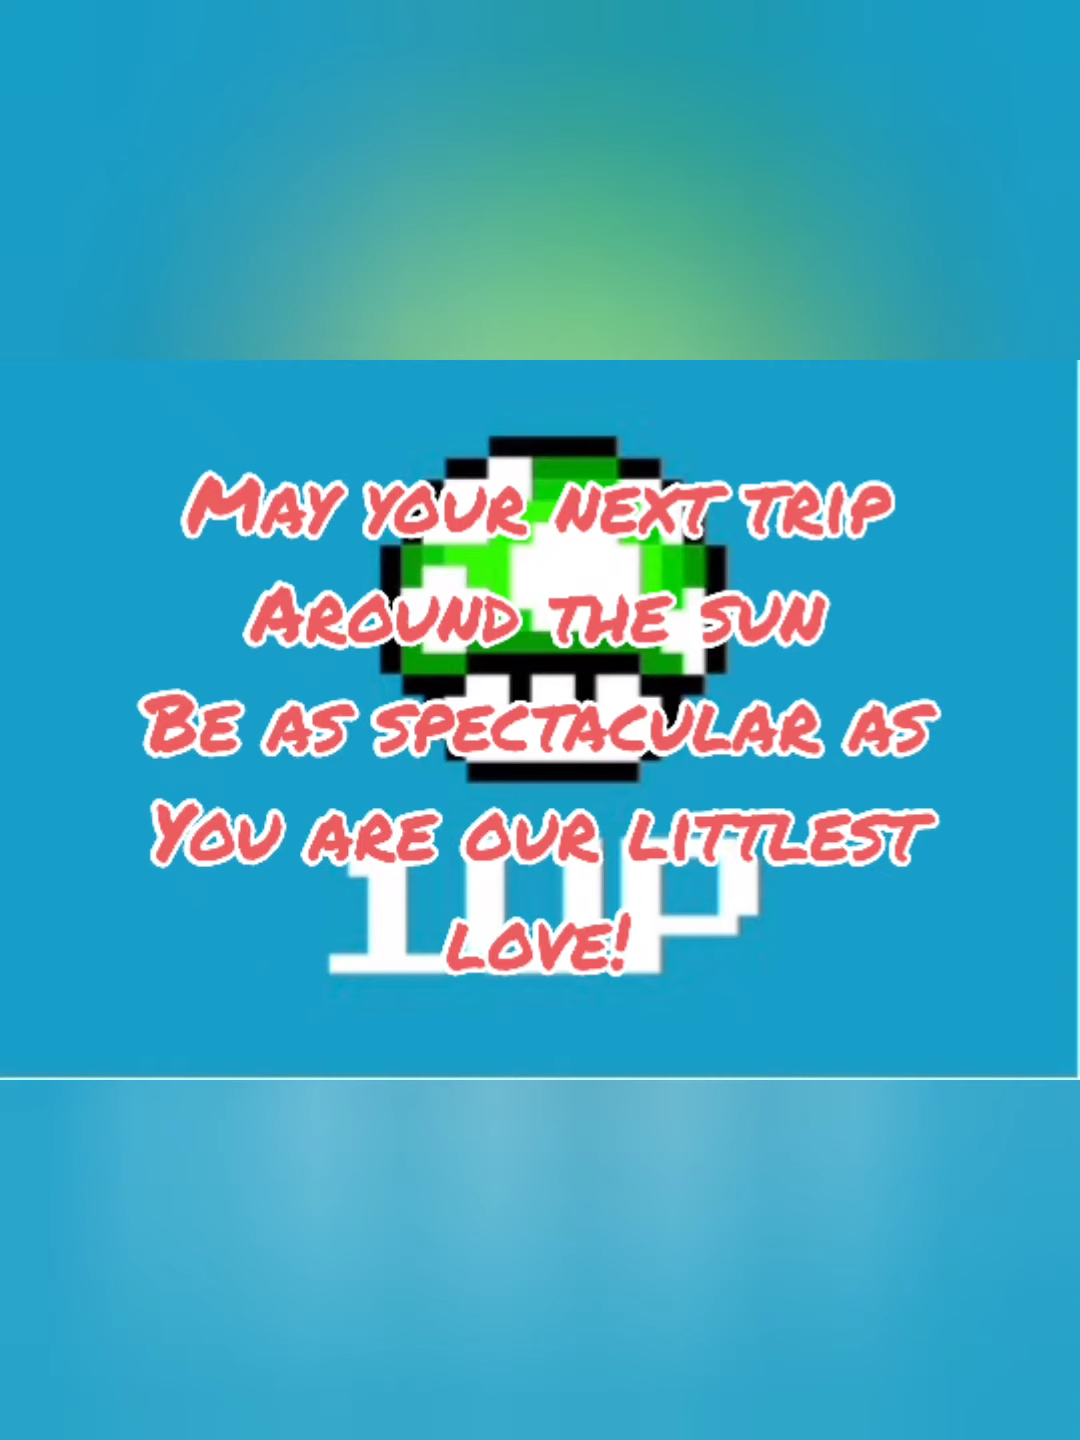 May your next trip
Around the sun
Be as spectacular as
You are our littlest
love!
1UP